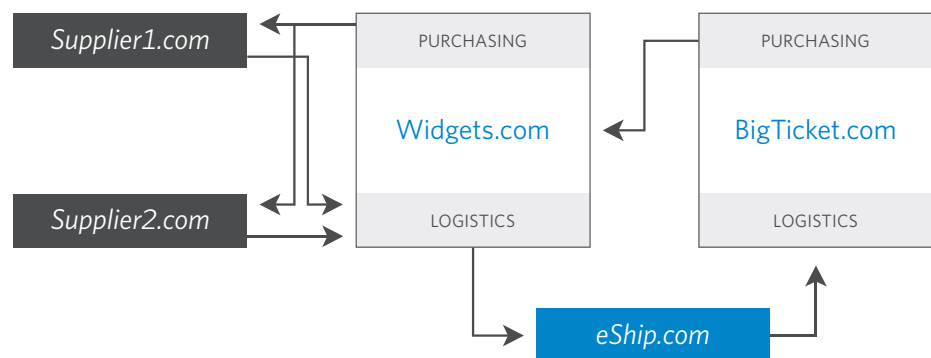 Supplier1.com
PURCHASING
PURCHASING
Widgets.com
BigTicket.com
Supplier2.com
LOGISTICS
LOGISTICS
eShip.com